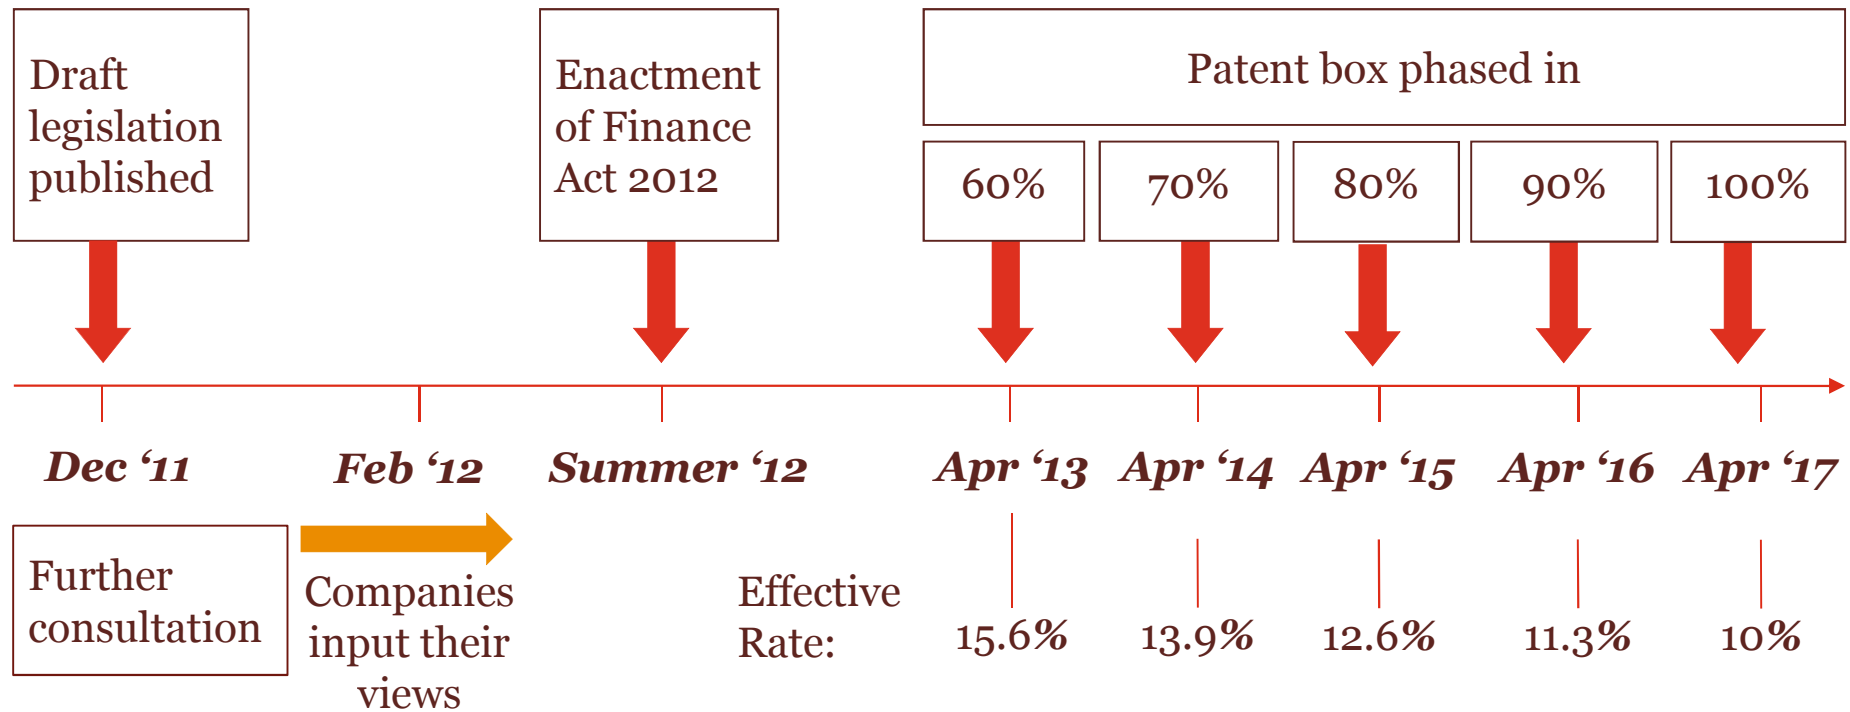 Draft
legislation
published
Enactment
of Finance
Act 2012
Patent box phased in
60%
70%
80%
90%
100%
Dec ‘11
Feb ‘12
Summer ‘12
Apr ‘13
Apr ‘14
Apr ‘15
Apr ‘16
Apr ‘17
Further
consultation
Companies
input their
views
Effective
Rate:
15.6%
13.9%
12.6%
11.3%
10%